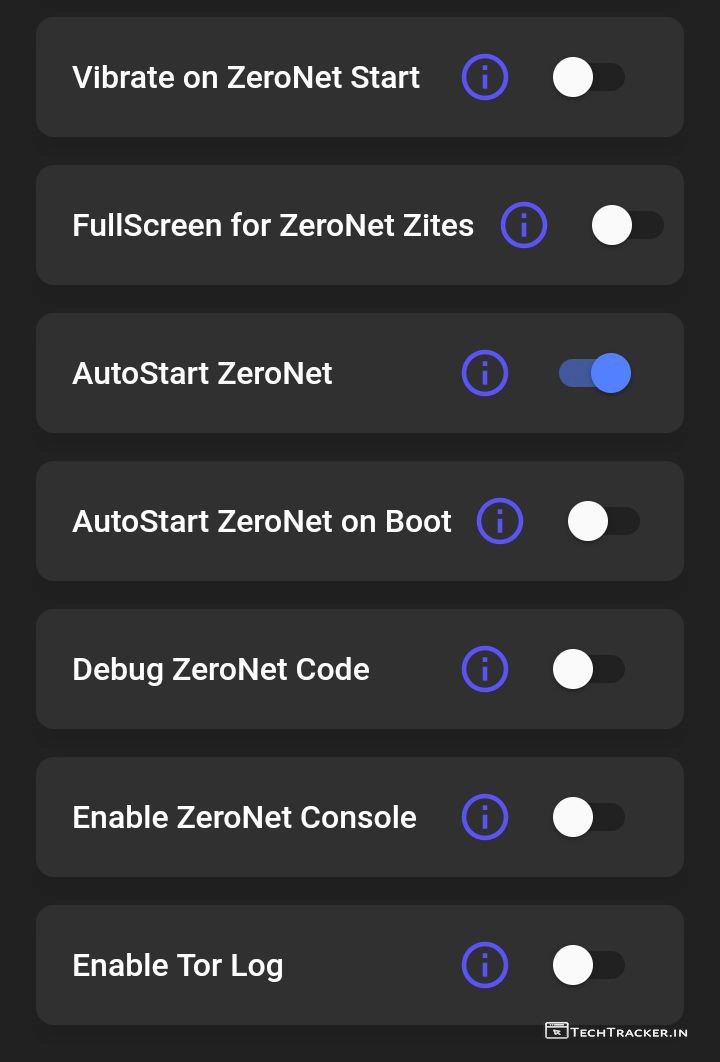 Vibrate on ZeroNet Start
FullScreen for ZeroNet Zites
AutoStart ZeroNet
AutoStart ZeroNet on Boot
Debug ZeroNet Code
Enable ZeroNet Console
Enable Tor Log
TECHTRACKER.IN